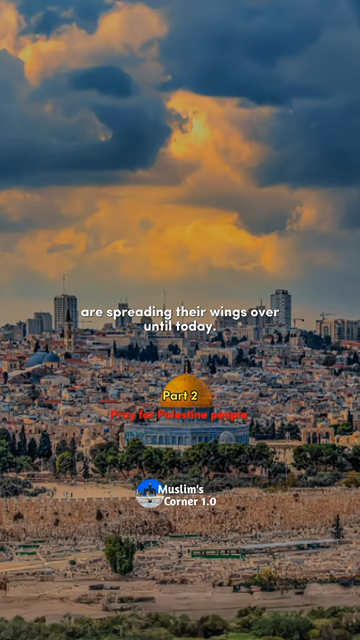 are spreading their wings over
until today.
Part 2
Pray for Palestine people.
Muslim's
Corner 1.0